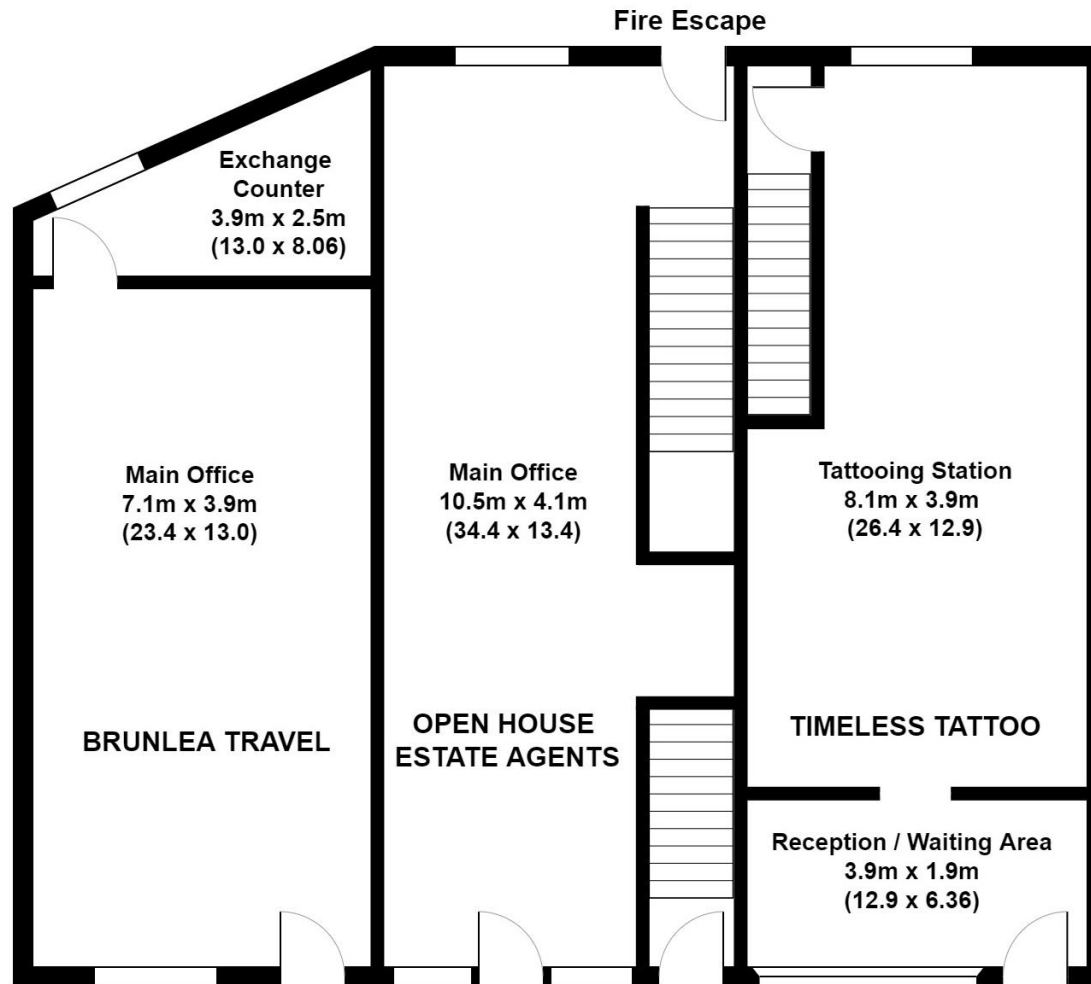 Fire Escape
Exchange
Counter
3.9m x 2.5m
(13.0 x 8.06)
Main Office
7.1m x 3.9m
(23.4 x 13.0)
BRUNLEA TRAVEL
Main Office
10.5m x 4.1m
(34.4 x 13.4)
OPEN HOUSE
ESTATE AGENTS
Tattooing Station
8.1m x 3.9m
(26.4 x 12.9)
TIMELESS TATTOO
Reception / Waiting Area
3.9m x 1.9m
(12.9 x 6.36)